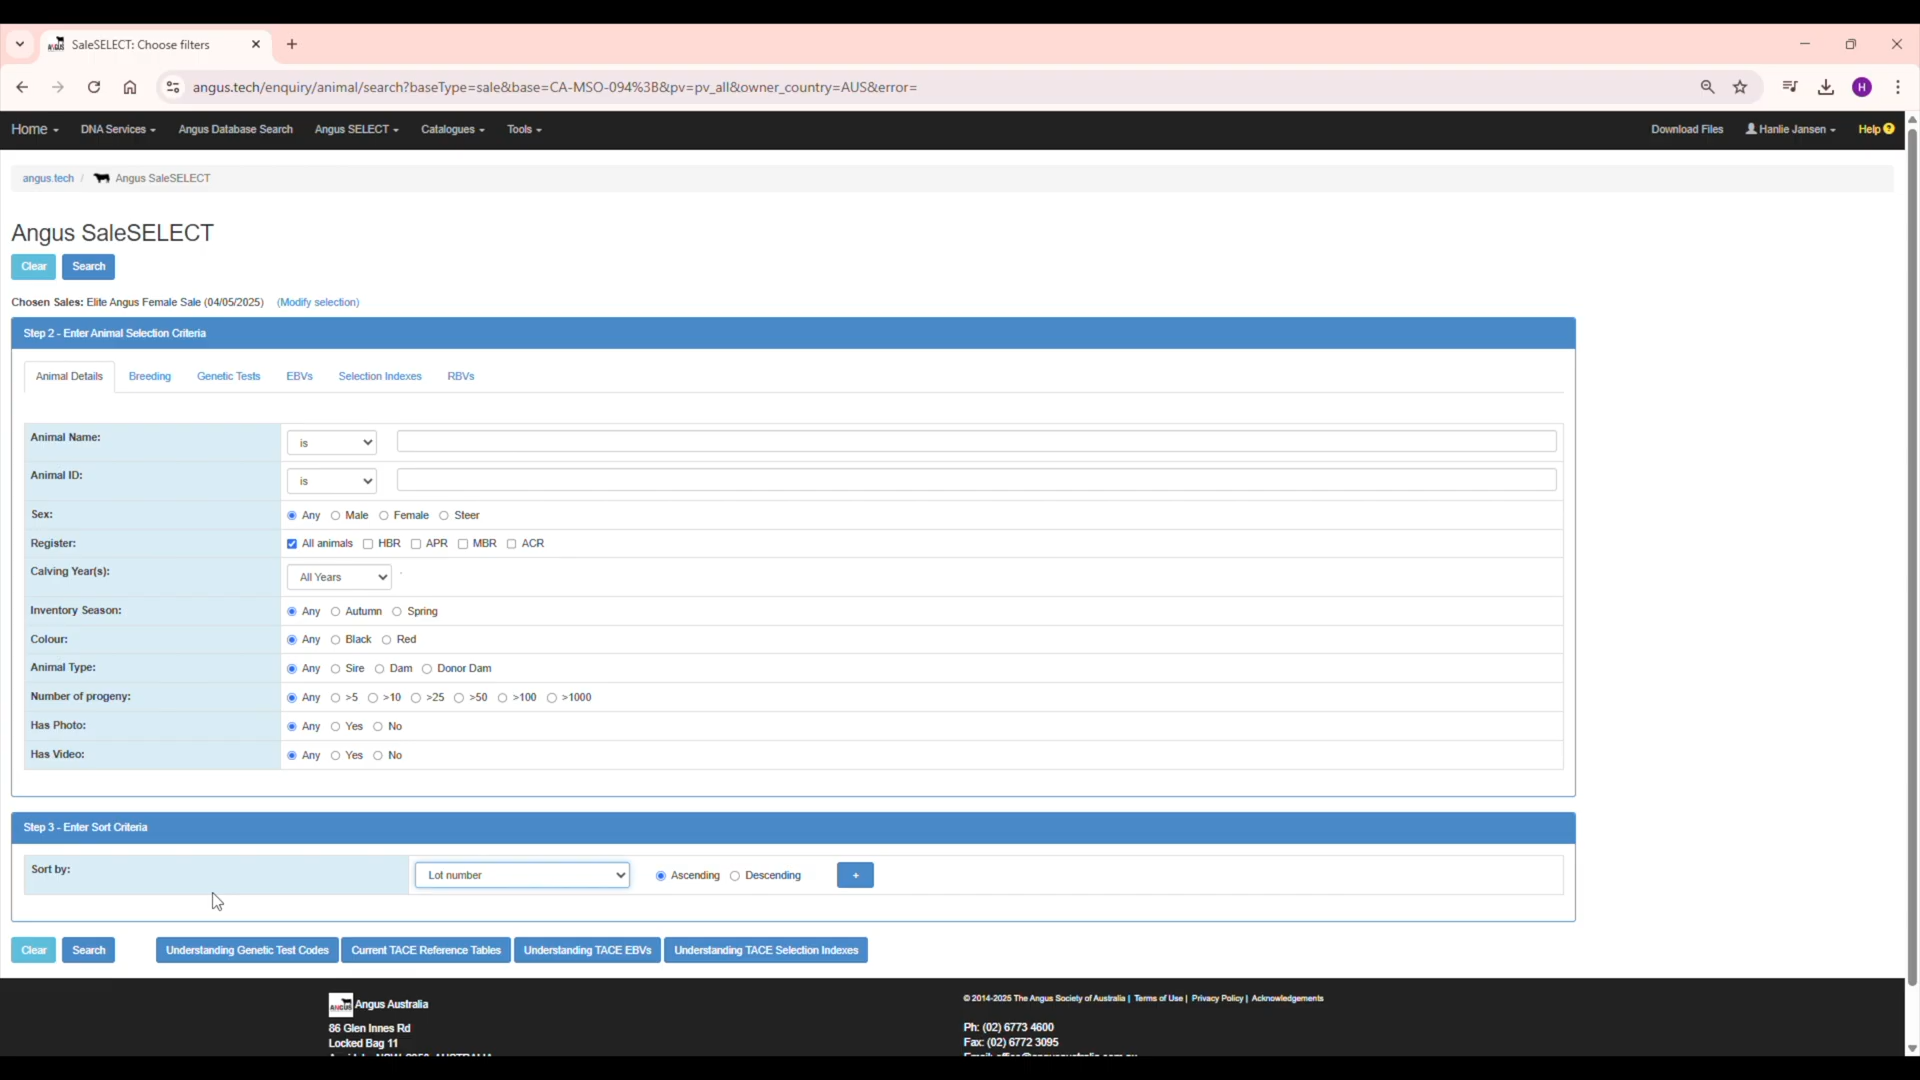 SaleSELECT: Choose filters
angus.tech/enquiry/animal/search?baseType=sale&base=CA-MSO-094%3B&pv=pv_all&owner_country=AUS&error=
H
Home DNA Services Angus Database Search Angus SELECT Catalogues Tools Download Files Hanlie Jansen Help ?
angus.tech / Angus SaleSELECT
Angus SaleSELECT
Clear Search
Chosen Sales: Elite Angus Female Sale (04/05/2025) (Modify selection)
Step 2 - Enter Animal Selection Criteria
Animal Details Breeding Genetic Tests EBVs Selection Indexes RBVs
Animal Name: is
Animal ID: is
Sex: Any Male Female Steer
Register: All animals HBR APR MBR ACR
Calving Year(s): All Years
Inventory Season: Any Autumn Spring
Colour: Any Black Red
Animal Type: Any Sire Dam Donor Dam
Number of progeny: Any >5 >10 >25 >50 >100 >1000
Has Photo: Any Yes No
Has Video: Any Yes No
Step 3 - Enter Sort Criteria
Sort by: Lot number Ascending Descending +
Clear Search Understanding Genetic Test Codes Current TACE Reference Tables Understanding TACE EBVs Understanding TACE Selection Indexes
ANGUS Angus Australia
86 Glen Innes Rd
Locked Bag 11
© 2014-2025 The Angus Society of Australia | Terms of Use | Privacy Policy | Acknowledgements
Ph: (02) 6773 4600
Fax: (02) 6772 3095